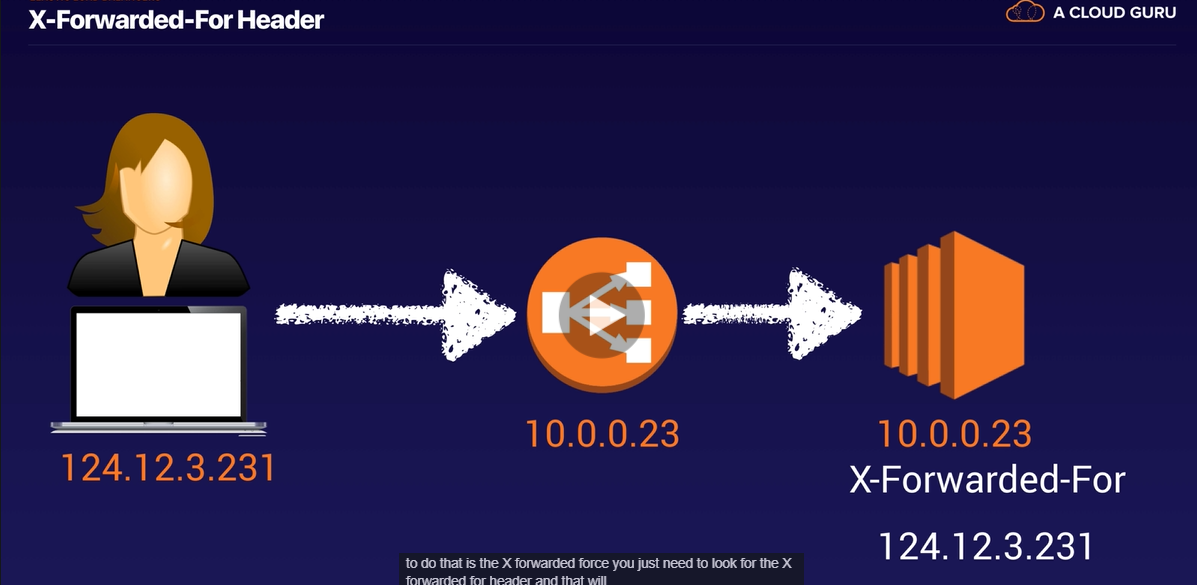 X-Forwarded-For Header
A CLOUD GURU
124.12.3.231
10.0.0.23
10.0.0.23
X-Forwarded-For
124.12.3.231
to do that is the X forwarded force you just need to look for the X
forwarded for header and that will